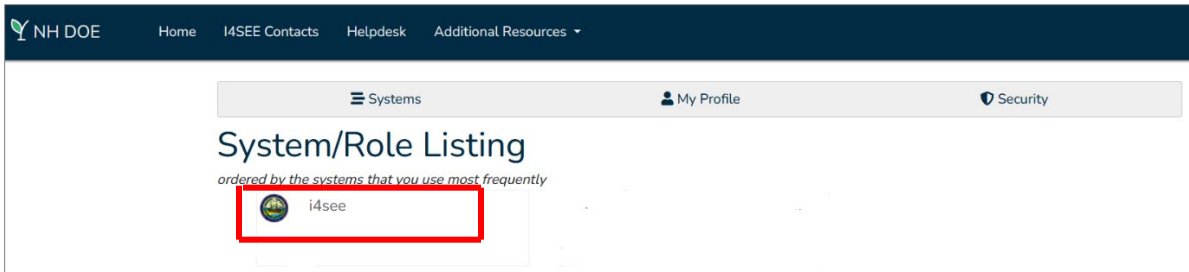 NH DOE Home I4SEE Contacts Helpdesk Additional Resources
Systems My Profile Security
System/Role Listing
ordered by the systems that you use most frequently
i4see